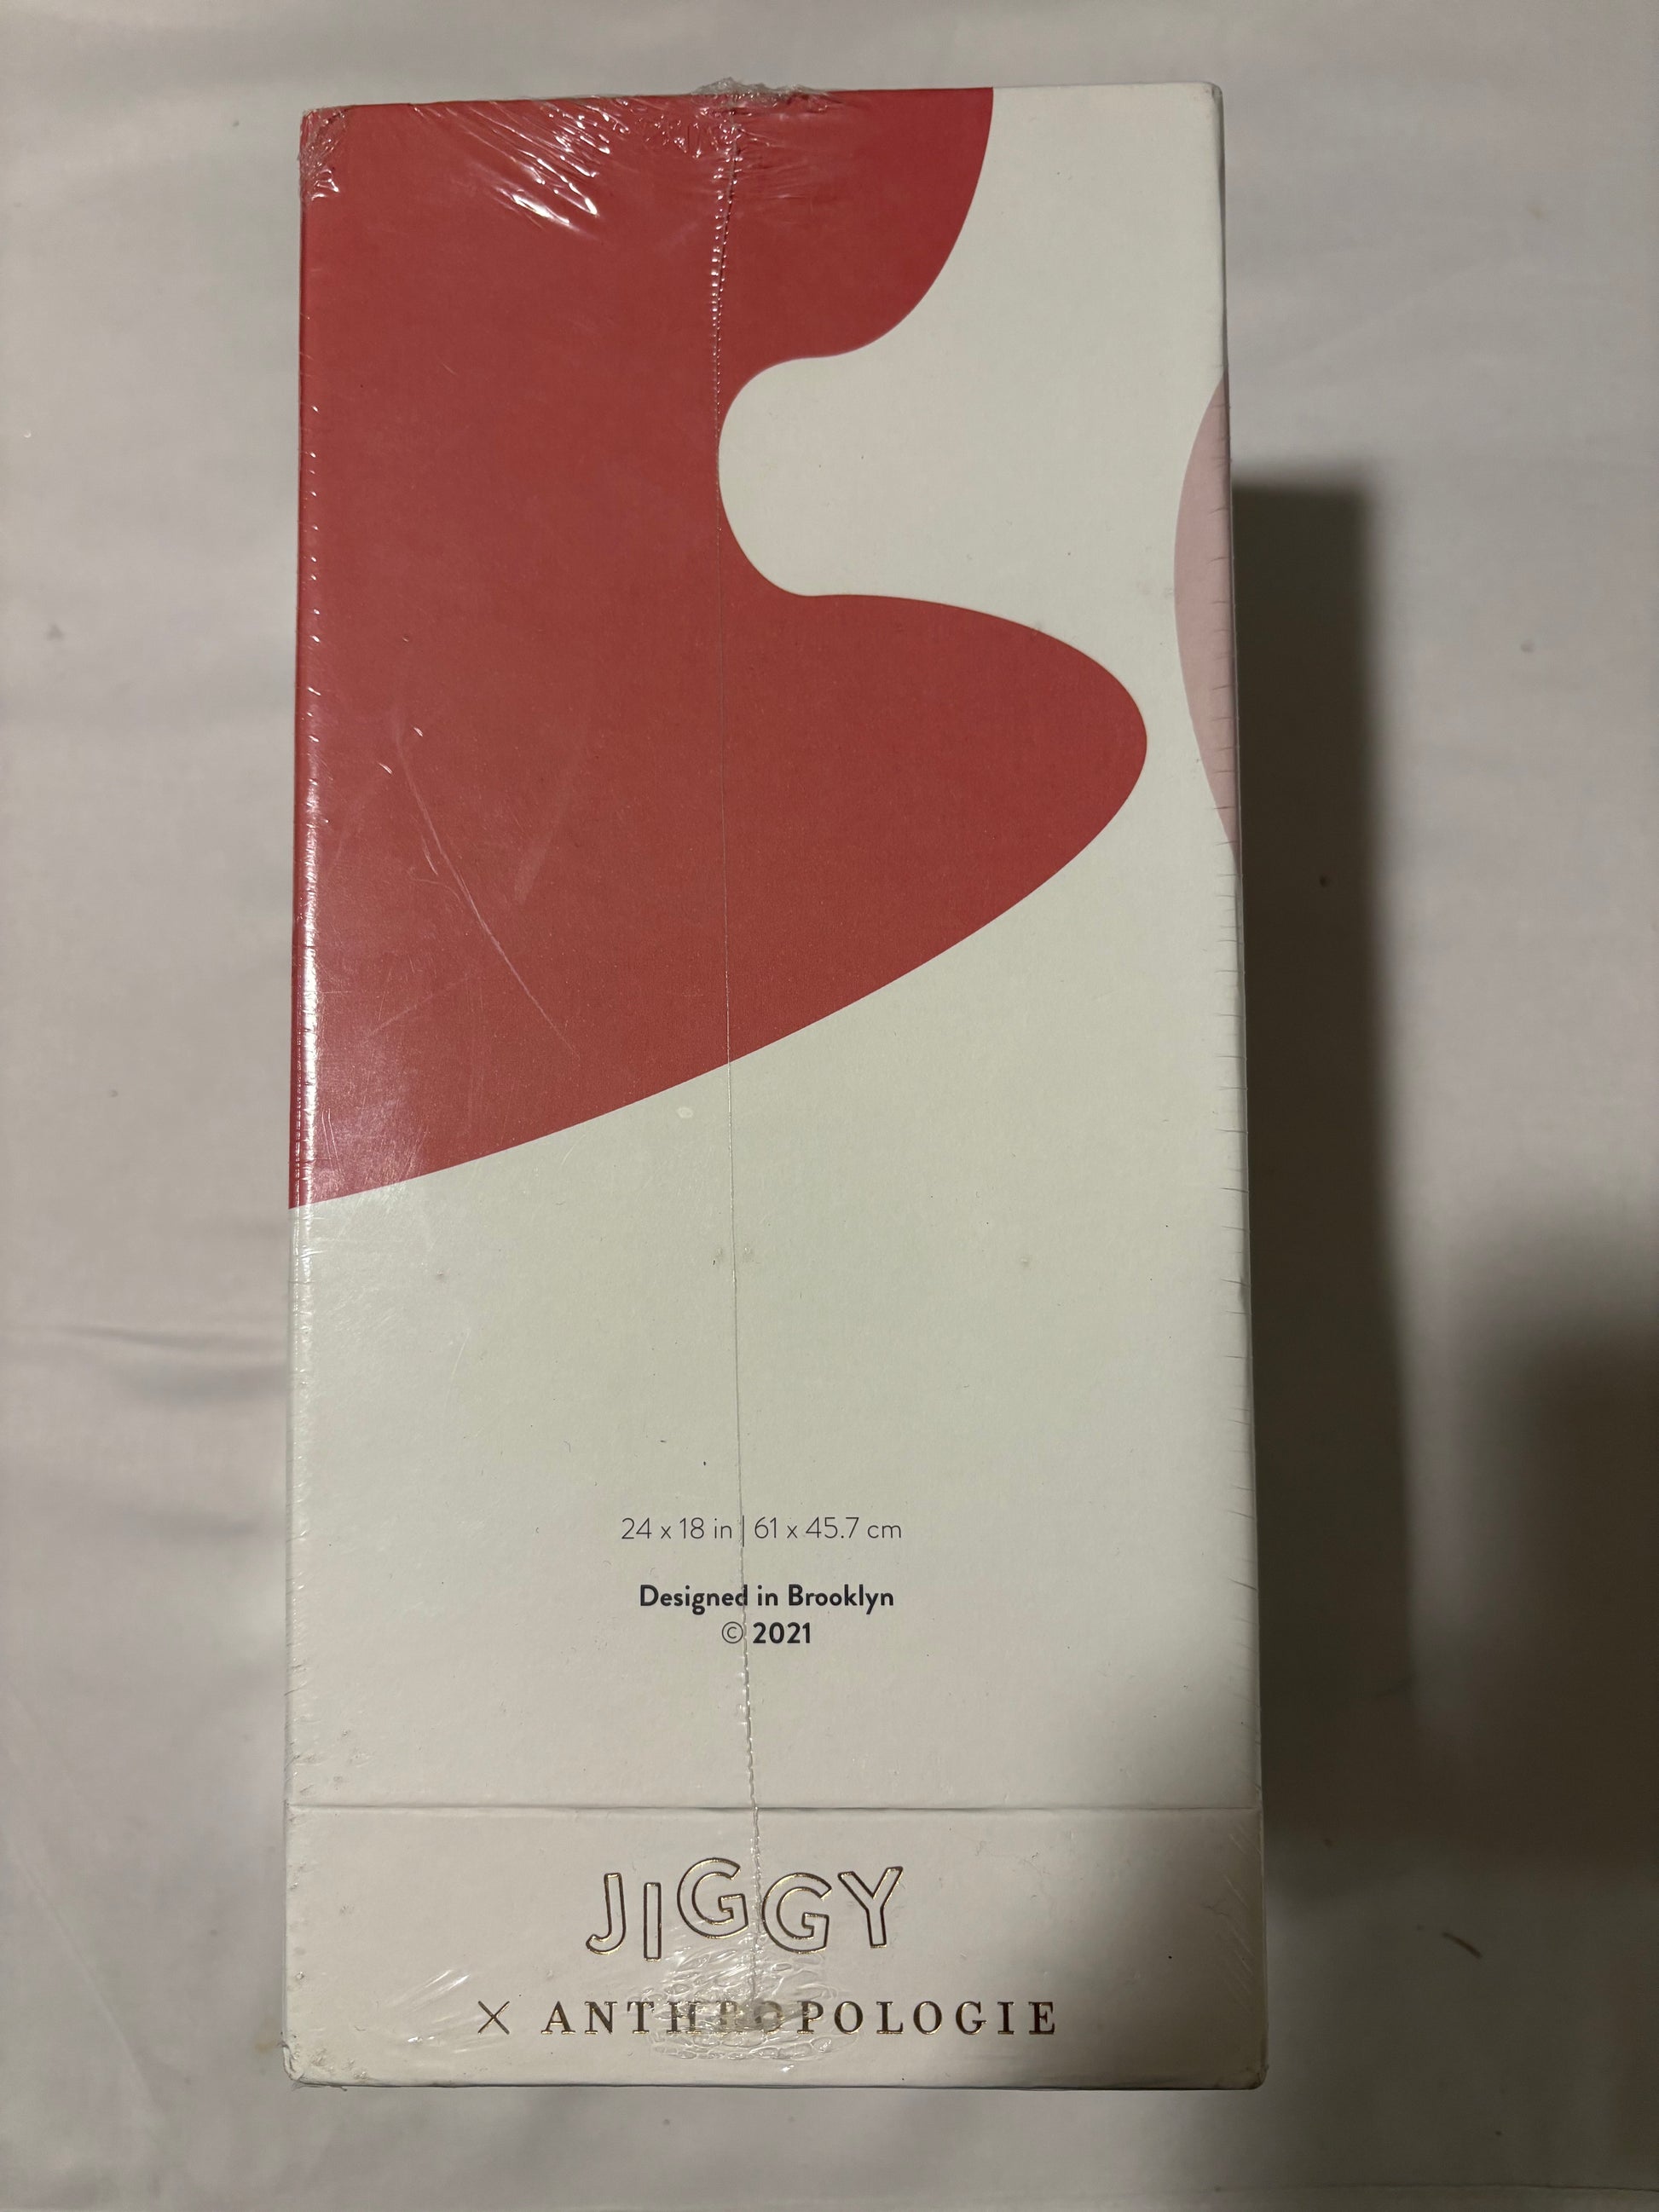 24 x 18 in | 61 x 45.7 cm
Designed in Brooklyn
© 2021
JIGGY
× ANTHROPOLOGIE